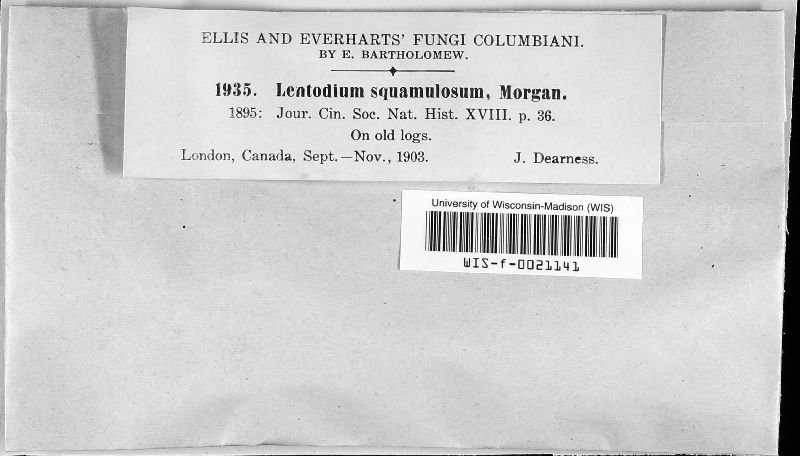 ELLIS AND EVERHARTS' FUNGI COLUMBIANI.
BY E. BARTHOLOMEW.
1935. Lentodium squamulosum, Morgan.
1895: Jour. Cin. Soc. Nat. Hist. XVIII. p. 36.
On old logs.
London, Canada, Sept.—Nov., 1903. J. Dearness.
University of Wisconsin-Madison (WIS)
WIS-f-0021141